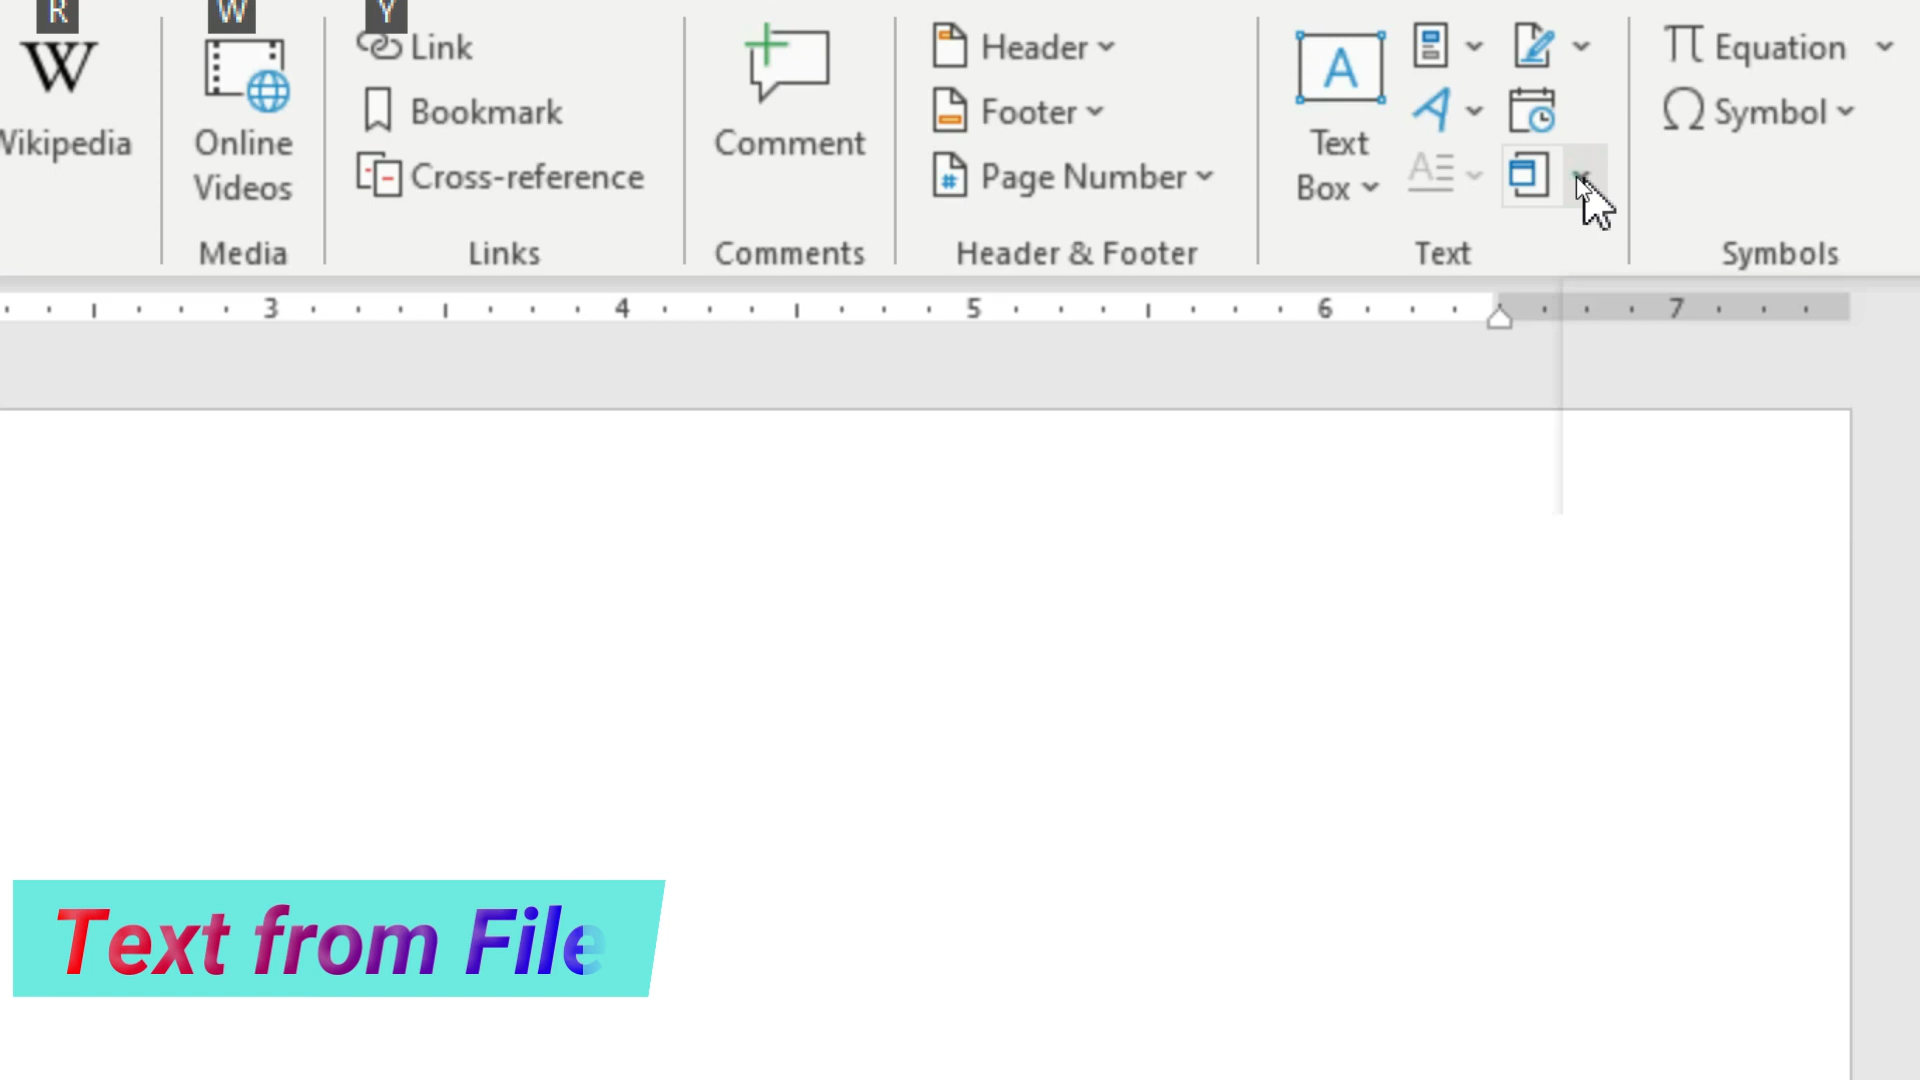 R W Y
Wikipedia
Online
Videos
Media
Link
Bookmark
Cross-reference
Links
Comment
Comments
Header
Footer
Page Number
Header & Footer
Text
Box
Text
Equation
Symbol
Symbols
3 4 5 6 7
Text from File